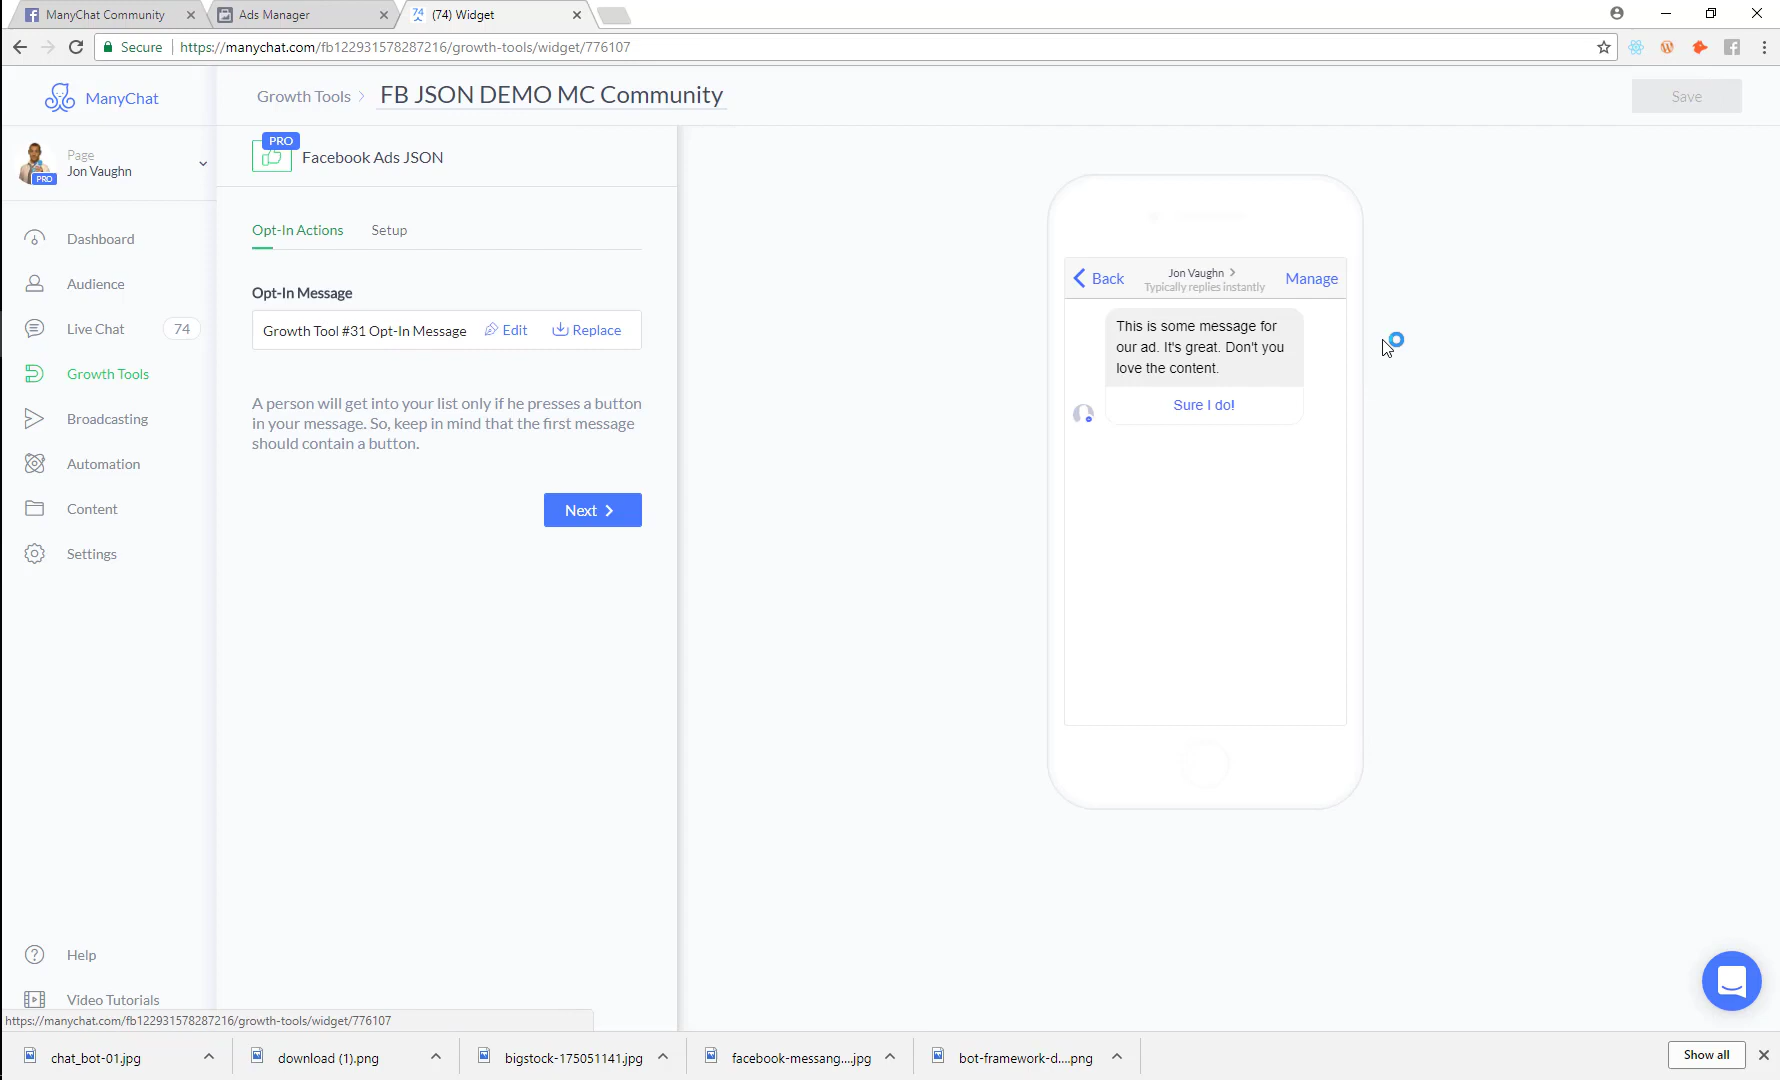 ManyChat Community
Ads Manager
74
(74) Widget
Secure
https://manychat.com/fb122931578287216/growth-tools/widget/776107
ManyChat
Growth Tools
FB JSON DEMO MC Community
Save
Page
Jon Vaughn
PRO
PRO
Facebook Ads JSON
Dashboard
Audience
Live Chat
74
Growth Tools
Broadcasting
Automation
Content
Settings
Help
Video Tutorials
Opt-In Actions
Setup
Opt-In Message
Growth Tool #31 Opt-In Message
Edit
Replace
A person will get into your list only if he presses a button
in your message. So, keep in mind that the first message
should contain a button.
Next
Back
Jon Vaughn
Typically replies instantly
Manage
This is some message for
our ad. It's great. Don't you
love the content.
Sure I do!
https://manychat.com/fb122931578287216/growth-tools/widget/776107
chat_bot-01.jpg
download (1).png
bigstock-175051141.jpg
facebook-messang....jpg
bot-framework-d....png
Show all